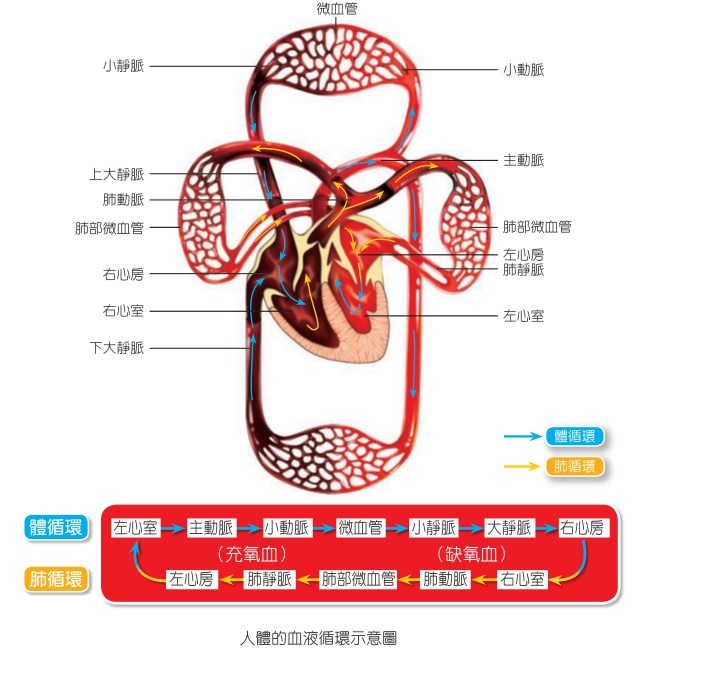 微血管
小靜脈
小動脈
主動脈
上大靜脈
肺動脈
肺部微血管
肺部微血管
左心房
肺靜脈
右心房
右心室
左心室
下大靜脈
體循環
肺循環
體循環 左心室 主動脈 小動脈 微血管 小靜脈 大靜脈 右心房
（充氧血） （缺氧血）
肺循環 左心房 肺靜脈 肺部微血管 肺動脈 右心室
人體的血液循環示意圖